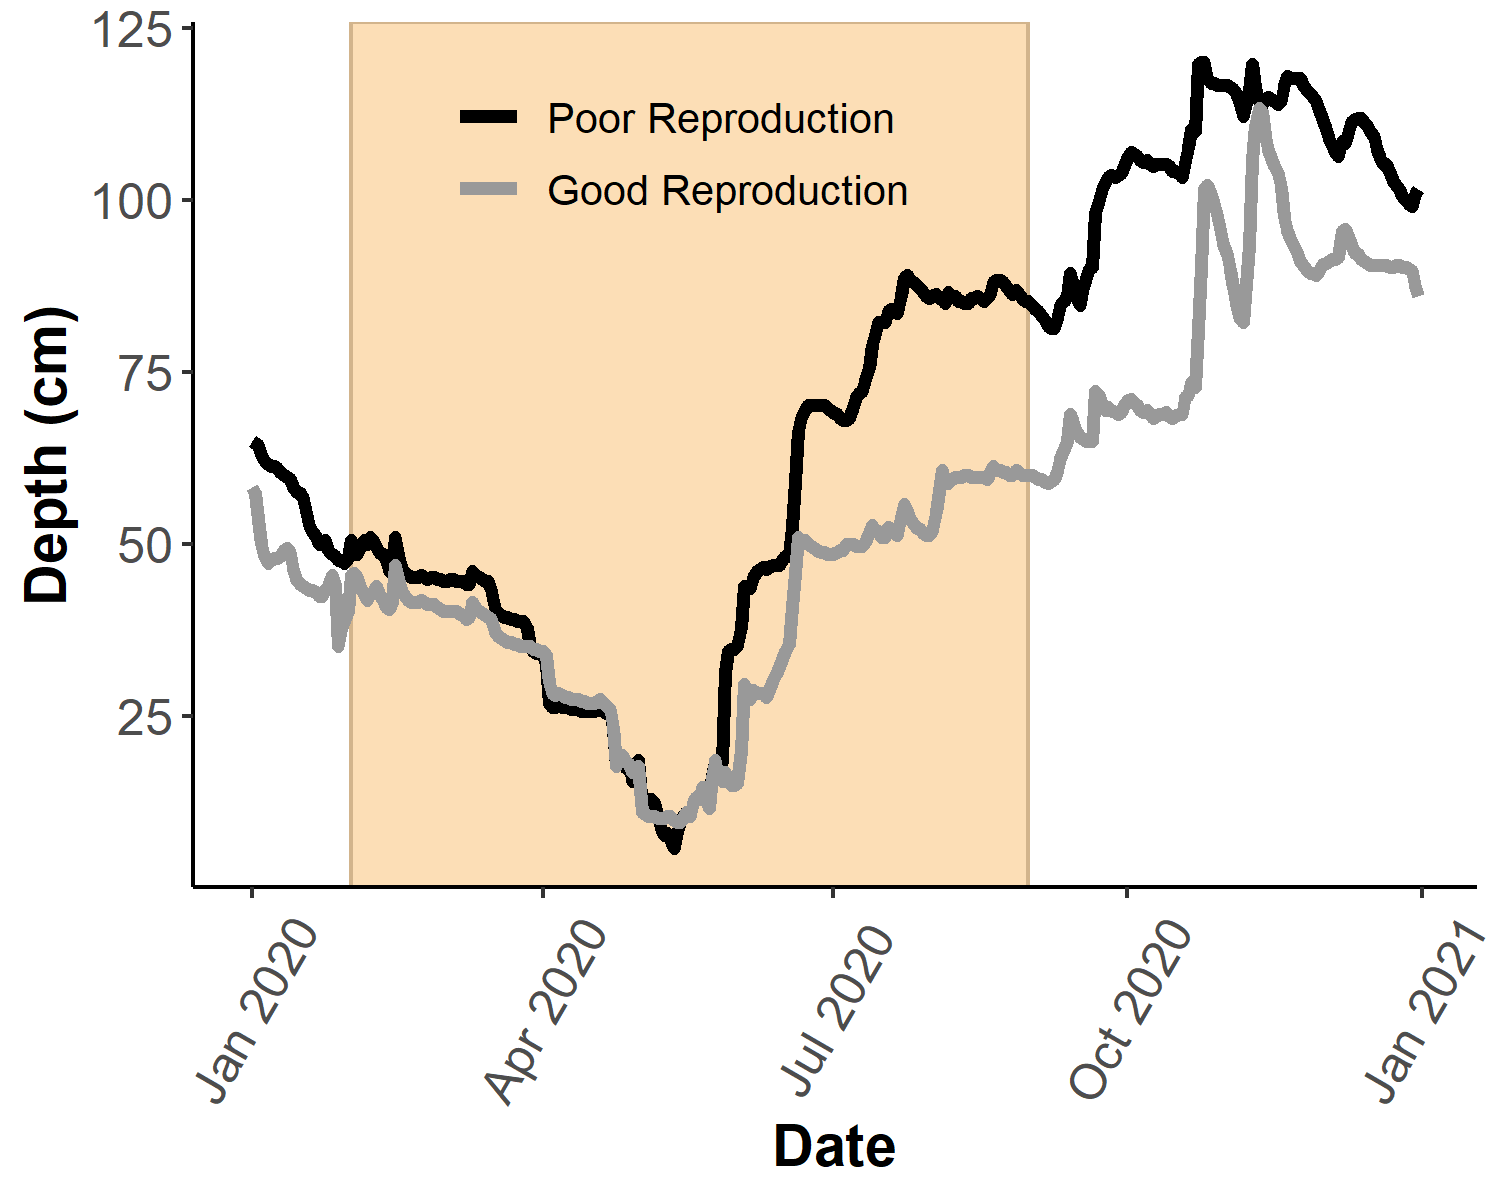 125
100
75
50
25
Depth (cm)
Poor Reproduction
Good Reproduction
Jan 2020
Apr 2020
Jul 2020
Oct 2020
Jan 2021
Date